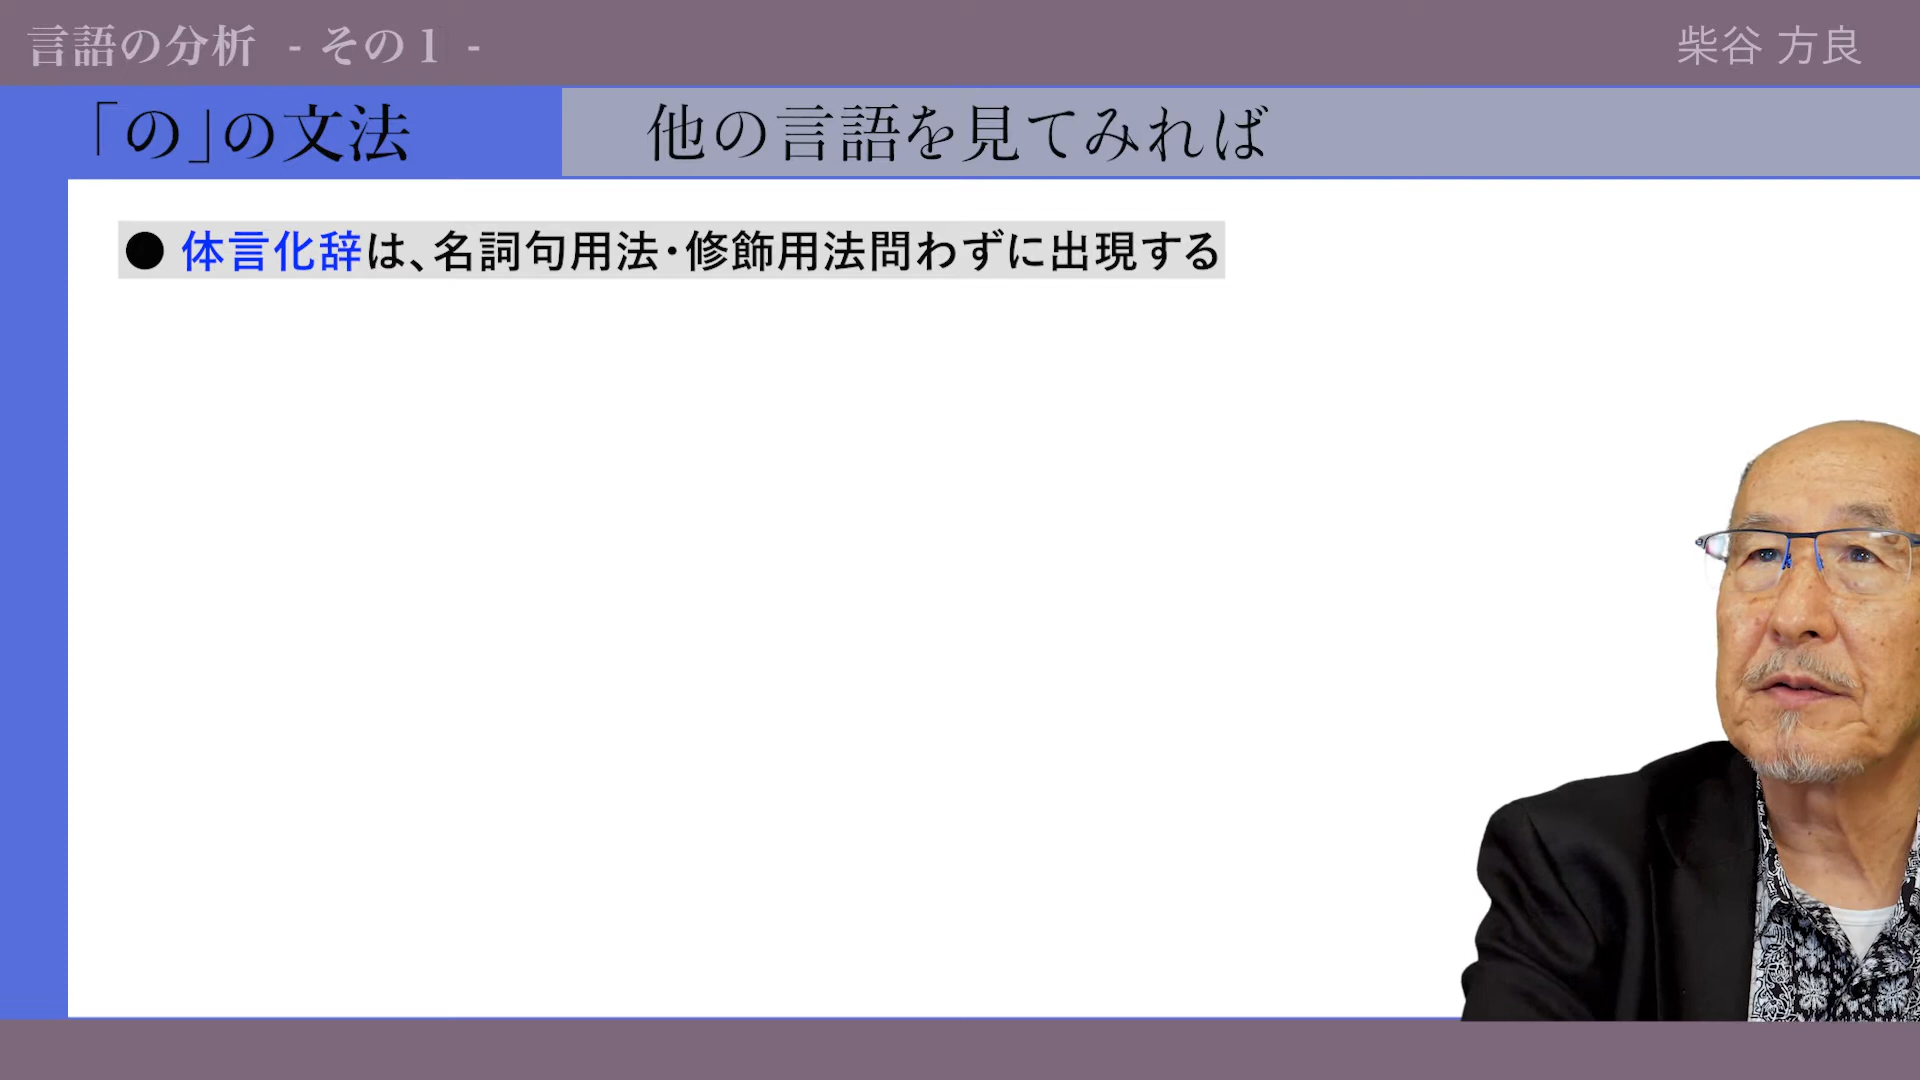 言語の分析 - その１ -
柴谷 方良
「の」の文法
他の言語を見てみれば
● 体言化辞は、名詞句用法・修飾用法問わずに出現する